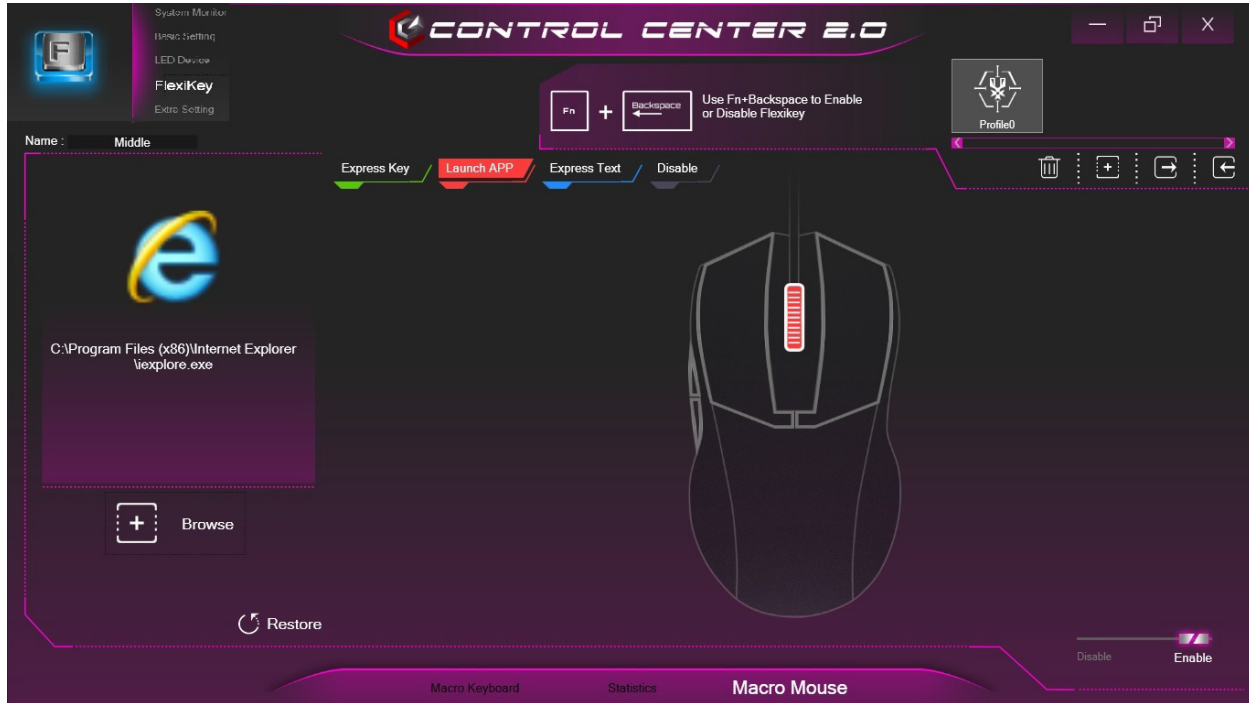 System Monitor
Basic Setting
LED Device
FlexiKey
Extra Setting
CONTROL CENTER 2.0
X
F
Fn
+
Backspace
Use Fn+Backspace to Enable
or Disable Flexikey
Profile0
Name :
Middle
Express Key
Launch APP
Express Text
Disable
C:\Program Files (x86)\Internet Explorer
\iexplore.exe
Browse
Restore
Disable
Enable
Macro Keyboard
Statistics
Macro Mouse